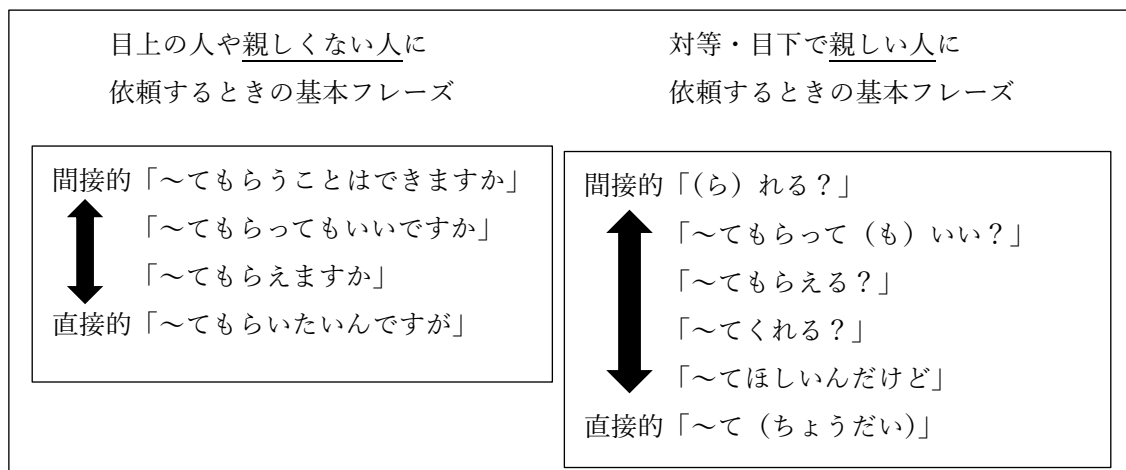 目上の人や親しくない人に
依頼するときの基本フレーズ
間接的「～てもらうことはできますか」
「～てもらってもいいですか」
「～てもらえますか」
直接的「～てもらいたいんですが」
対等・目下で親しい人に
依頼するときの基本フレーズ
間接的「(ら) れる？」
「～てもらって（も）いい？」
「～てもらえる？」
「～てくれる？」
「～てほしいんだけど」
直接的「～て（ちょうだい）」